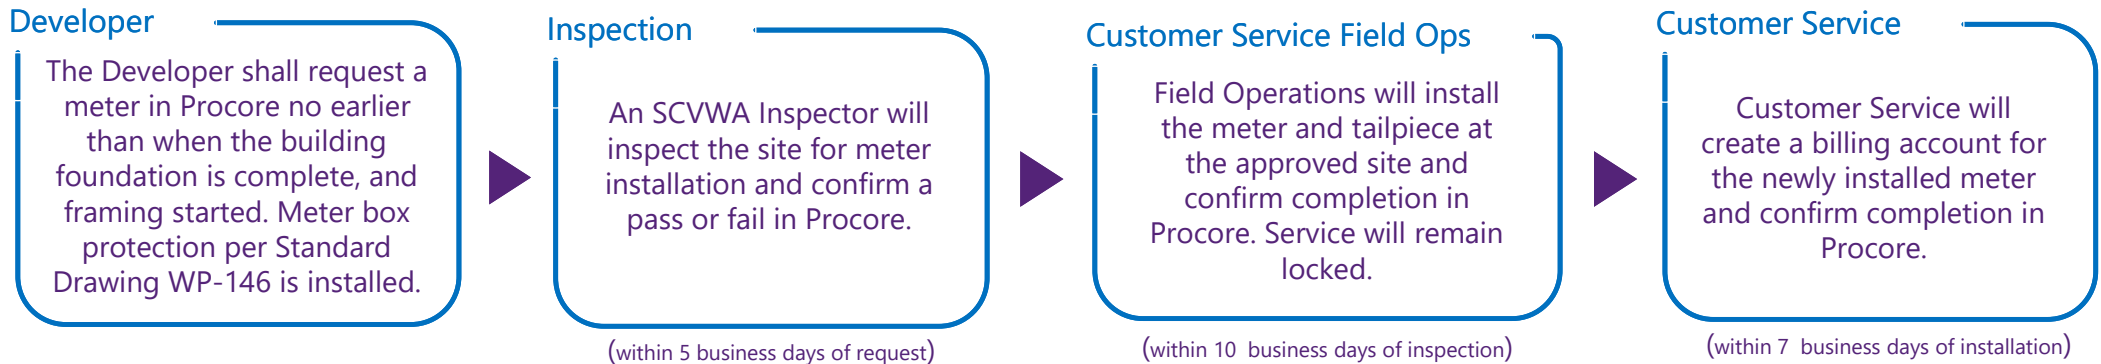 Developer
The Developer shall request a
meter in Procore no earlier
than when the building
foundation is complete, and
framing started. Meter box
protection per Standard
Drawing WP-146 is installed.
Inspection
An SCVWA Inspector will
inspect the site for meter
installation and confirm a
pass or fail in Procore.
(within 5 business days of request)
Customer Service Field Ops
Field Operations will install
the meter and tailpiece at
the approved site and
confirm completion in
Procore. Service will remain
locked.
(within 10 business days of inspection)
Customer Service
Customer Service will
create a billing account for
the newly installed meter
and confirm completion in
Procore.
(within 7 business days of installation)